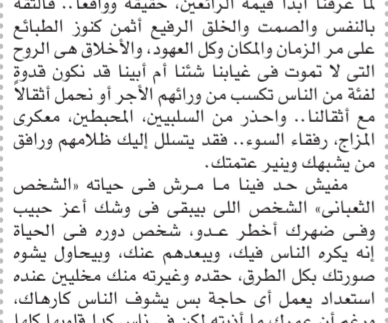 لما عرفنا أبدا قيمة الرائعين، حقيقة وواقعا.. فالثقة
بالنفس والصمت والخلق الرفيع أثمن كنوز الطبائع
على مر الزمان والمكان وكل العهود، والأخلاق هى الروح
التى لا تموت فى غيابنا شئنا أم أبينا قد نكون قدوة
لفئة من الناس تكسب من ورائهم الأجر أو نحمل أثقالاً
مع أثقالنا.. واحذر من السلبيين، المحبطين، معكرى
المزاج، رفقاء السوء.. فقد يتسلل إليك ظلامهم ورافق
من يشبهك وينير عتمتك.
مفيش حد فينا ما مرش فى حياته «الشخص
الثعبانى» الشخص اللى بيبقى فى وشك أعز حبيب
وفى ضهرك أخطر عدو، شخص دوره فى الحياة
إنه يكره الناس فيك، ويبعدهم عنك، وبيحاول يشوه
صورتك بكل الطرق، حقده وغيرته منك مخليين عنده
استعداد يعمل أى حاجة بس يشوف الناس كارهاك،